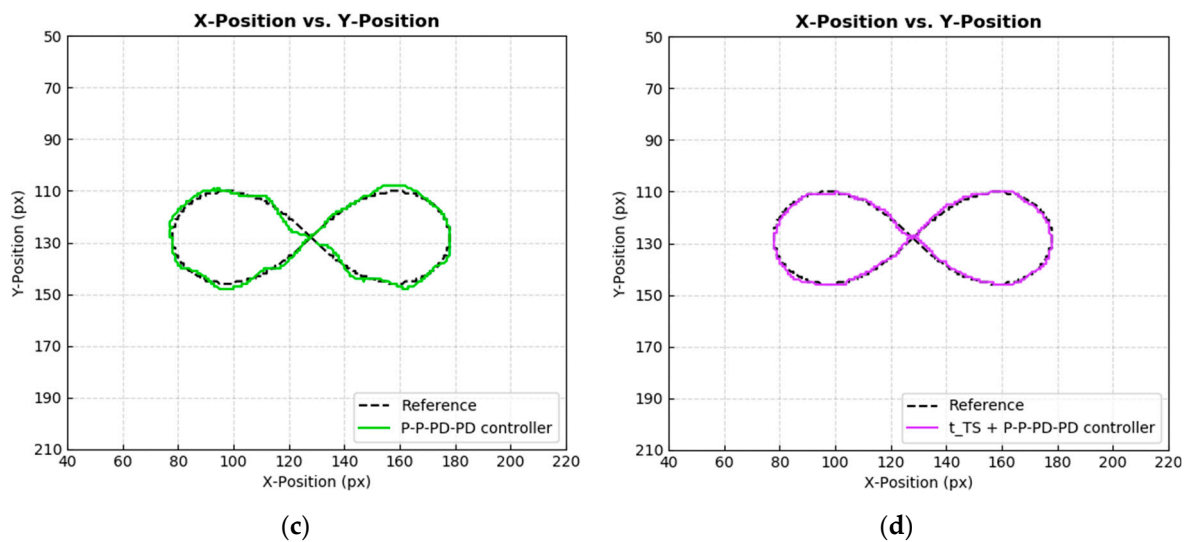 X-Position vs. Y-Position
50
70
90
110
130
150
170
190
210
Y-Position (px)
40 60 80 100 120 140 160 180 200 220
X-Position (px)
Reference
P-P-PD-PD controller
(c)
X-Position vs. Y-Position
50
70
90
110
130
150
170
190
210
Y-Position (px)
40 60 80 100 120 140 160 180 200 220
X-Position (px)
Reference
t_TS + P-P-PD-PD controller
(d)